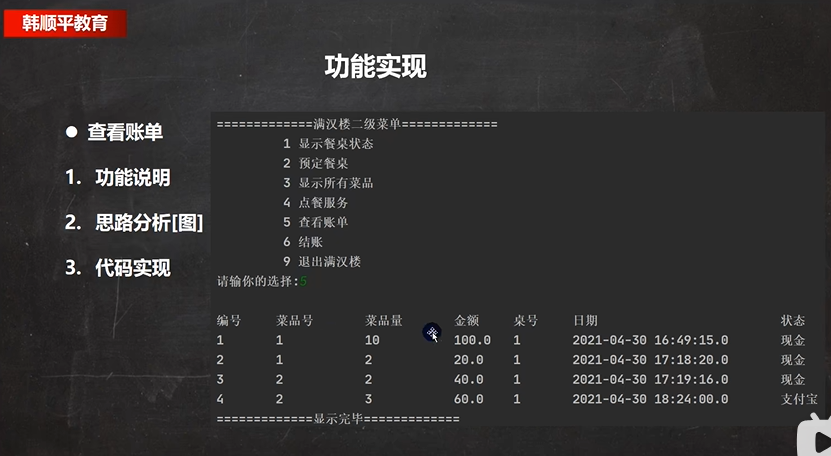 韩顺平教育
功能实现
● 查看账单
1. 功能说明
2. 思路分析[图]
3. 代码实现
=============满汉楼二级菜单=============
1 显示餐桌状态
2 预定餐桌
3 显示所有菜品
4 点餐服务
5 查看账单
6 结账
9 退出满汉楼
请输你的选择:5
编号 菜品号 菜品量 金额 桌号 日期 状态
1 1 10 100.0 1 2021-04-30 16:49:15.0 现金
2 1 2 20.0 1 2021-04-30 17:18:20.0 现金
3 2 2 40.0 1 2021-04-30 17:19:16.0 现金
4 2 3 60.0 1 2021-04-30 18:24:00.0 支付宝
=============显示完毕=============